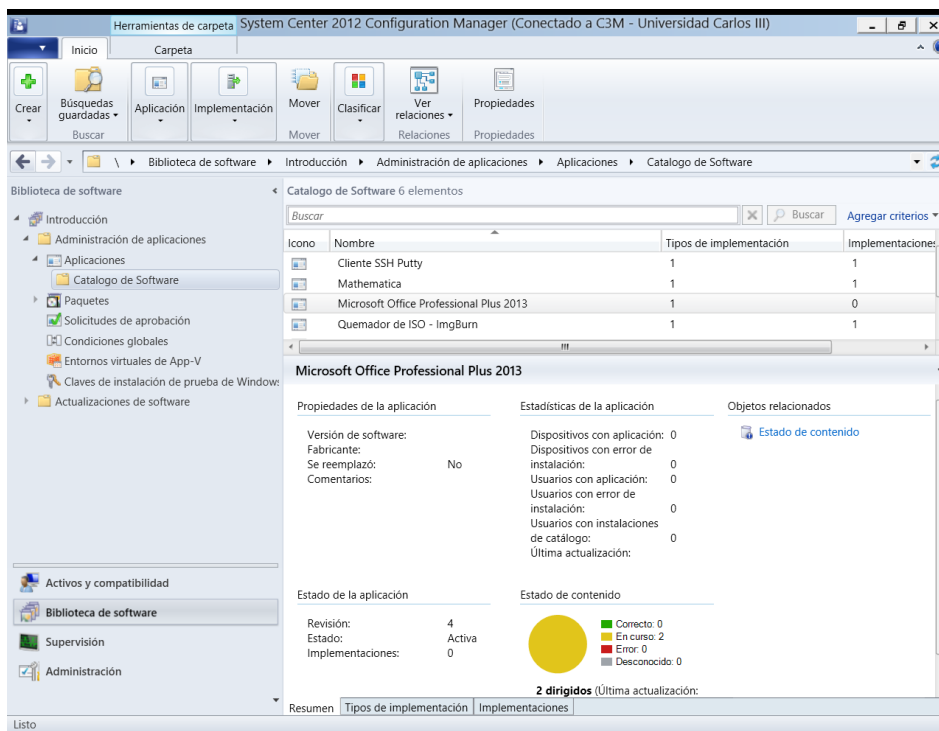 Herramientas de carpeta System Center 2012 Configuration Manager (Conectado a C3M - Universidad Carlos III)
Inicio Carpeta
Crear
Búsquedas guardadas
Aplicación
Implementación
Mover
Clasificar
Ver relaciones
Propiedades
Buscar Mover Relaciones Propiedades
\ Biblioteca de software Introducción Administración de aplicaciones Aplicaciones Catalogo de Software
Biblioteca de software
Introducción
Administración de aplicaciones
Aplicaciones
Catalogo de Software
Paquetes
Solicitudes de aprobación
Condiciones globales
Entornos virtuales de App-V
Claves de instalación de prueba de Window
Actualizaciones de software
Activos y compatibilidad
Biblioteca de software
Supervisión
Administración
Catalogo de Software 6 elementos
Buscar Buscar Agregar criterios
Icono Nombre Tipos de implementación Implementaciones
Cliente SSH Putty 1 1
Mathematica 1 1
Microsoft Office Professional Plus 2013 1 0
Quemador de ISO - ImgBurn 1 1
Microsoft Office Professional Plus 2013
Propiedades de la aplicación
Versión de software:
Fabricante:
Se reemplazó: No
Comentarios:
Estadísticas de la aplicación
Dispositivos con aplicación: 0
Dispositivos con error de
instalación: 0
Usuarios con aplicación: 0
Usuarios con error de
instalación: 0
Usuarios con instalaciones
de catálogo: 0
Última actualización:
Objetos relacionados
Estado de contenido
Estado de la aplicación
Revisión: 4
Estado: Activa
Implementaciones: 0
Estado de contenido
Correcto: 0
En curso: 2
Error: 0
Desconocido: 0
2 dirigidos (Última actualización:
Resumen Tipos de implementación Implementaciones
Listo